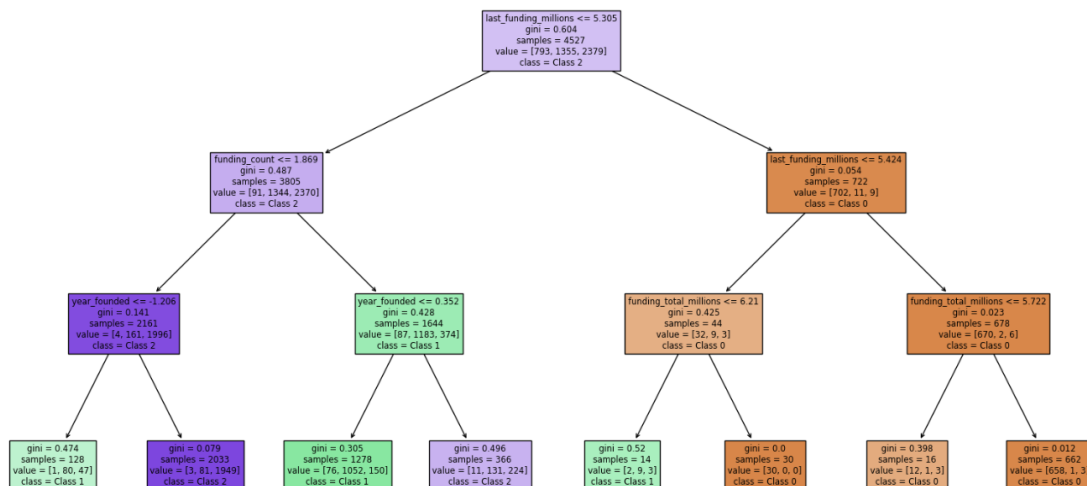 last_funding_millions <= 5.305
gini = 0.604
samples = 4527
value = [793, 1355, 2379]
class = Class 2
funding_count <= 1.869
gini = 0.487
samples = 3805
value = [91, 1344, 2370]
class = Class 2
last_funding_millions <= 5.424
gini = 0.054
samples = 722
value = [702, 11, 9]
class = Class 0
year_founded <= -1.206
gini = 0.141
samples = 2161
value = [4, 161, 1996]
class = Class 2
year_founded <= 0.352
gini = 0.428
samples = 1644
value = [87, 1183, 374]
class = Class 1
funding_total_millions <= 6.21
gini = 0.425
samples = 44
value = [32, 9, 3]
class = Class 0
funding_total_millions <= 5.722
gini = 0.023
samples = 678
value = [670, 2, 6]
class = Class 0
gini = 0.474
samples = 128
value = [1, 80, 47]
class = Class 1
gini = 0.079
samples = 2033
value = [3, 81, 1949]
class = Class 2
gini = 0.305
samples = 1278
value = [76, 1052, 150]
class = Class 1
gini = 0.496
samples = 366
value = [11, 131, 224]
class = Class 2
gini = 0.52
samples = 14
value = [2, 9, 3]
class = Class 1
gini = 0.0
samples = 30
value = [30, 0, 0]
class = Class 0
gini = 0.398
samples = 16
value = [12, 1, 3]
class = Class 0
gini = 0.012
samples = 662
value = [658, 1, 3]
class = Class 0